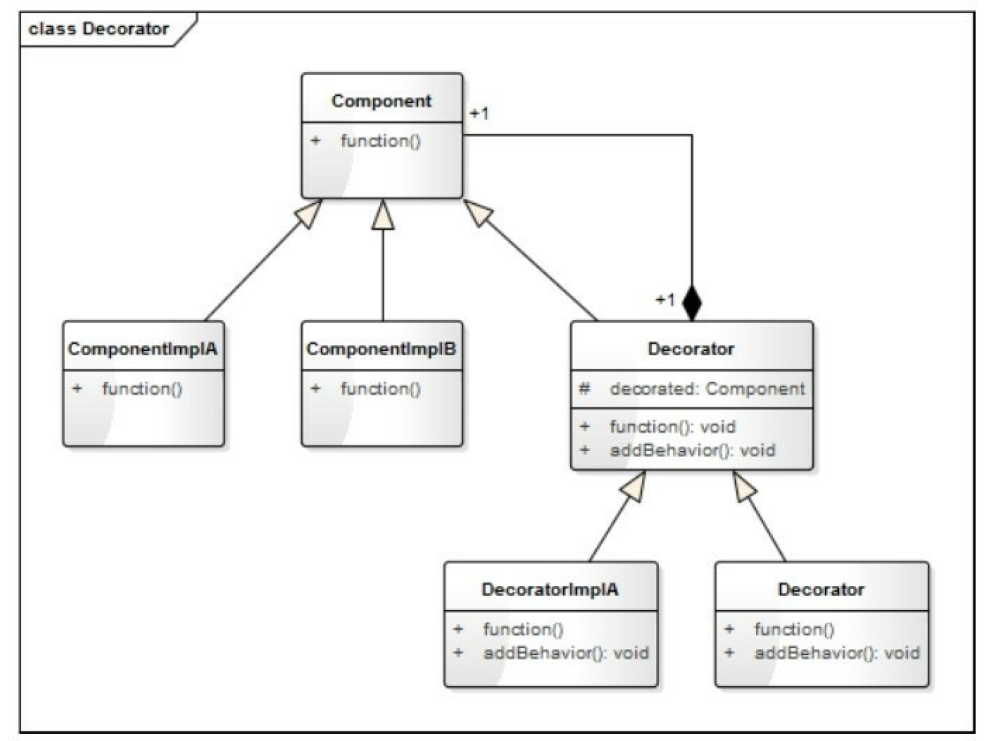 class Decorator
Component
+1
+ function()
+1
ComponentImplA
+ function()
ComponentImplB
+ function()
Decorator
# decorated: Component
+ function(): void
+ addBehavior(): void
DecoratorImplA
+ function()
+ addBehavior(): void
Decorator
+ function()
+ addBehavior(): void